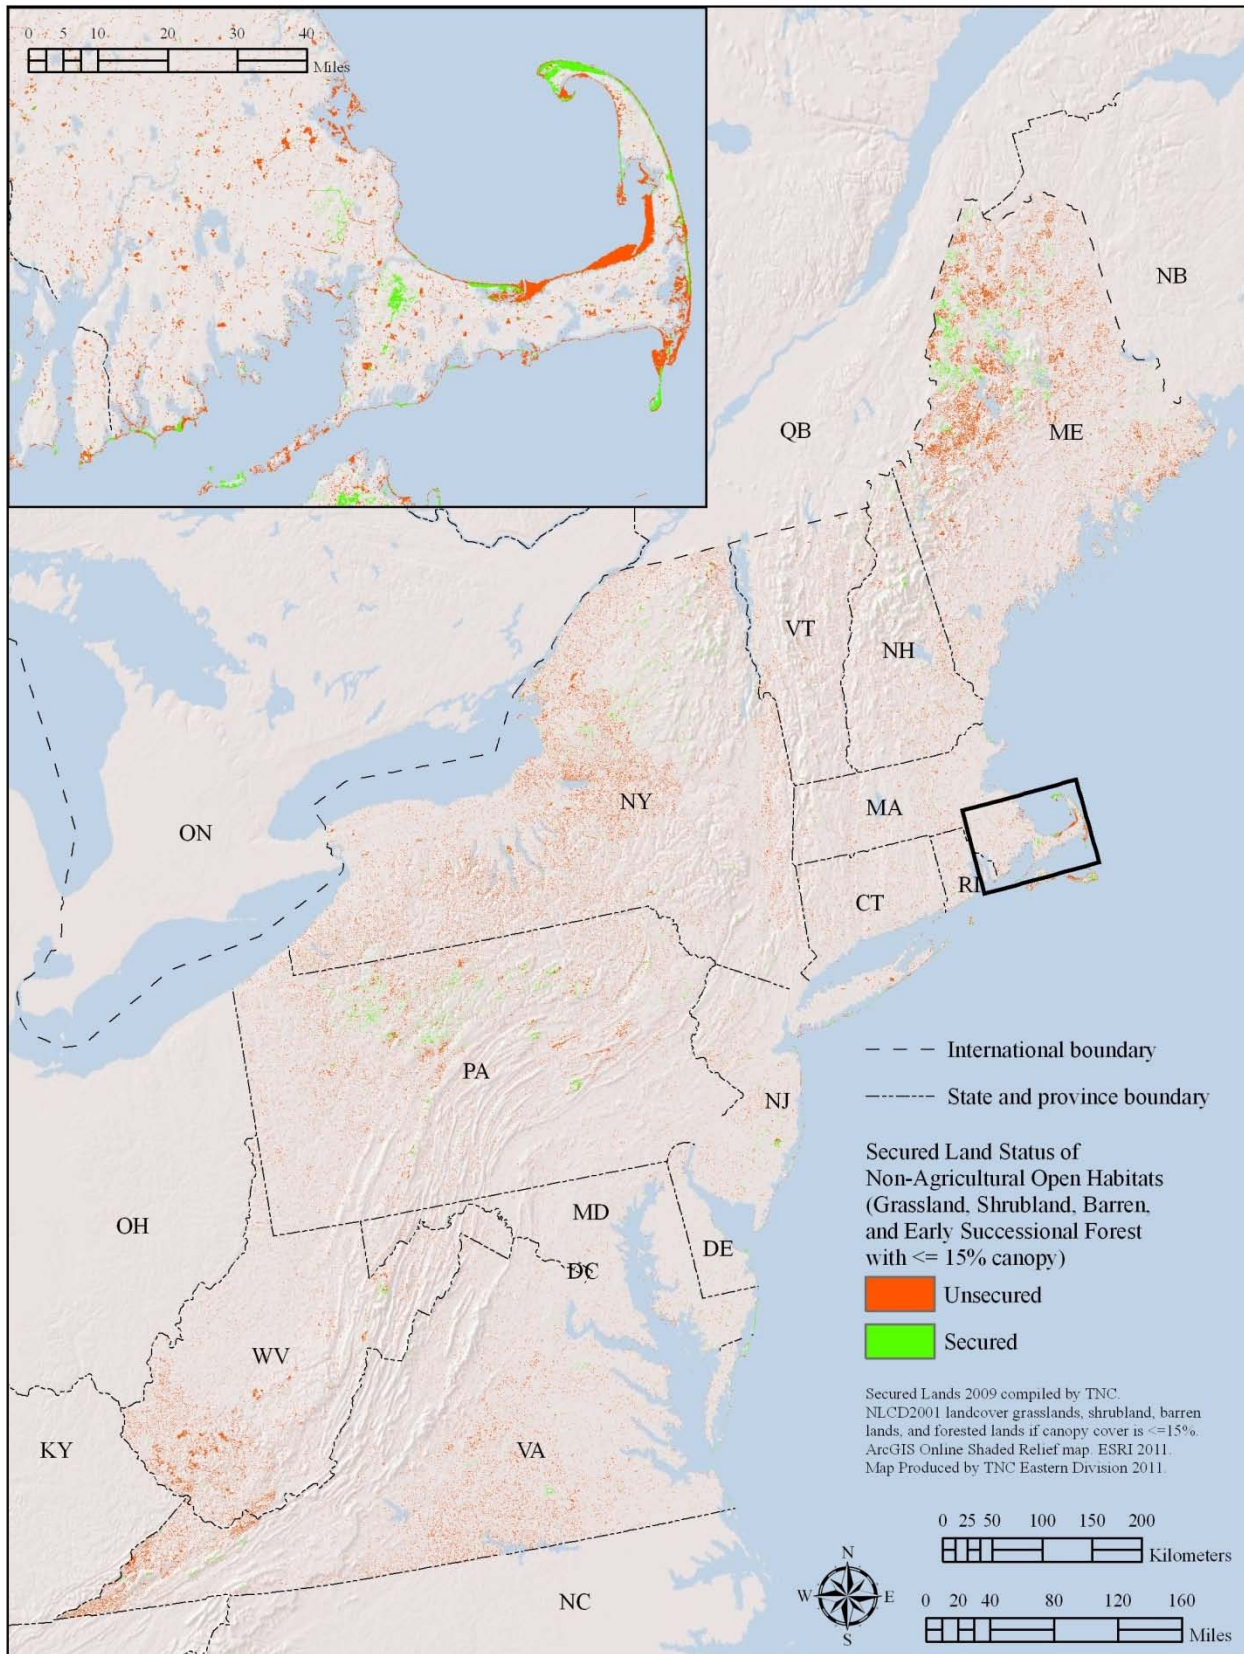 0 5 10 20 30 40
Miles
NB
QB
ME
VT
NH
ON
NY
MA
CT
RI
PA
NJ
OH
MD
DE
DC
WV
KY
VA
NC
International boundary
State and province boundary
Secured Land Status of
Non-Agricultural Open Habitats
(Grassland, Shrubland, Barren,
and Early Successional Forest
with <= 15% canopy)
Unsecured
Secured
Secured Lands 2009 compiled by TNC.
NLCD2001 landcover grasslands, shrubland, barren
lands, and forested lands if canopy cover is <=15%.
ArcGIS Online Shaded Relief map. ESRI 2011.
Map Produced by TNC Eastern Division 2011.
N
W E
S
0 25 50 100 150 200
Kilometers
0 20 40 80 120 160
Miles